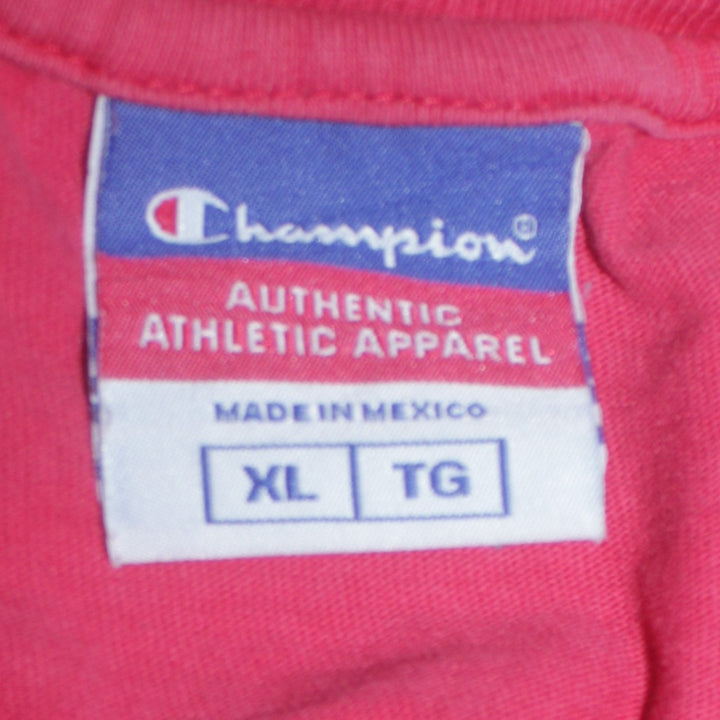 Champion®
AUTHENTIC
ATHLETIC APPAREL
MADE IN MEXICO
XL TG